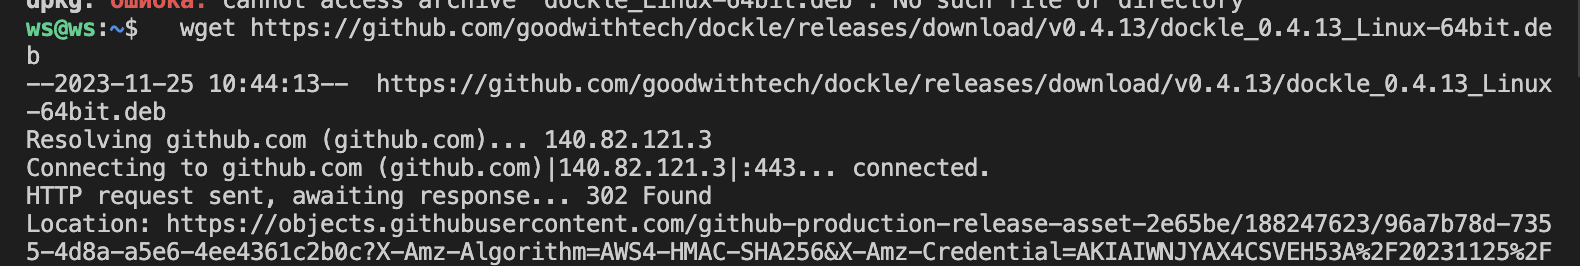 dpkg: ошибка: cannot access archive 'dockle_Linux-64bit.deb': No such file or directory
ws@ws:~$   wget https://github.com/goodwithtech/dockle/releases/download/v0.4.13/dockle_0.4.13_Linux-64bit.de
b
--2023-11-25 10:44:13--  https://github.com/goodwithtech/dockle/releases/download/v0.4.13/dockle_0.4.13_Linux
-64bit.deb
Resolving github.com (github.com)... 140.82.121.3
Connecting to github.com (github.com)|140.82.121.3|:443... connected.
HTTP request sent, awaiting response... 302 Found
Location: https://objects.githubusercontent.com/github-production-release-asset-2e65be/188247623/96a7b78d-735
5-4d8a-a5e6-4ee4361c2b0c?X-Amz-Algorithm=AWS4-HMAC-SHA256&X-Amz-Credential=AKIAIWNJYAX4CSVEH53A%2F20231125%2F